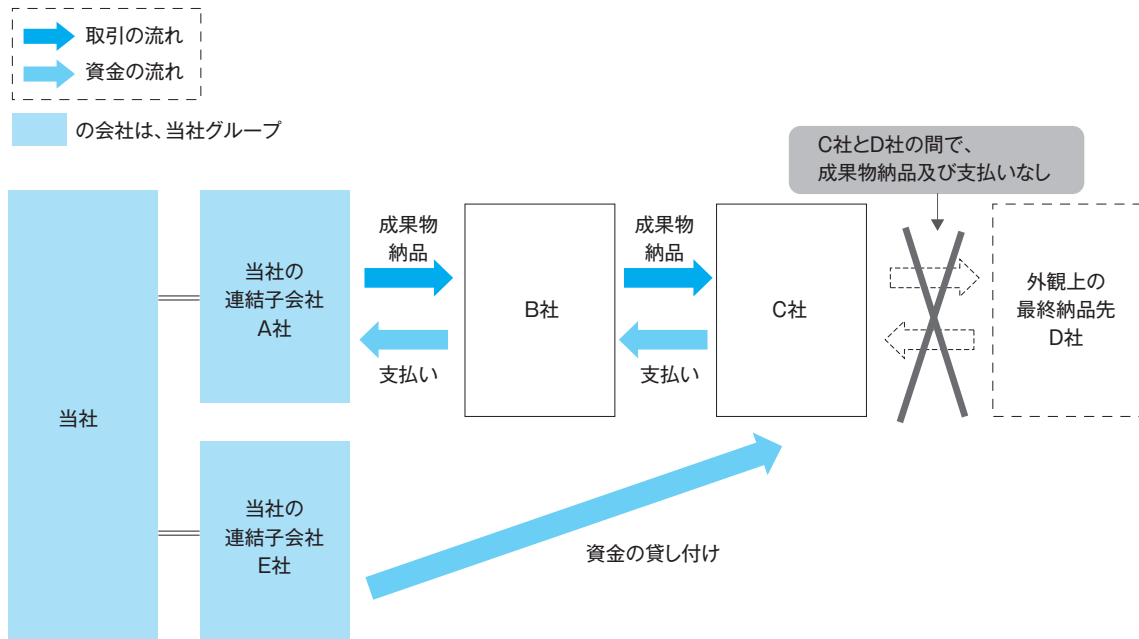 取引の流れ
資金の流れ
の会社は、当社グループ
C社とD社の間で、
成果物納品及び支払いなし
当社
当社の
連結子会社
A社
成果物
納品
支払い
B社
成果物
納品
支払い
C社
外観上の
最終納品先
D社
当社の
連結子会社
E社
資金の貸し付け